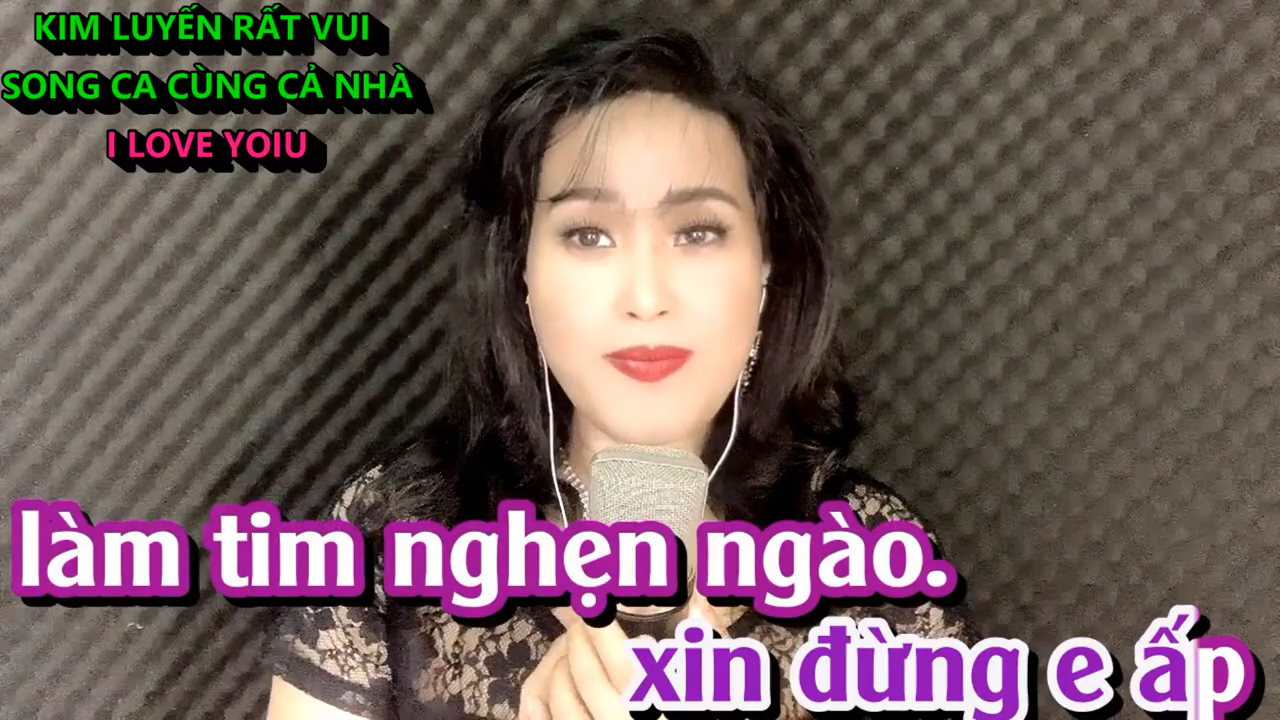 KIM LUYẾN RẤT VUI
SONG CA CÙNG CẢ NHÀ
I LOVE YOIU
làm tim nghẹn ngào.
xin đừng e ấp